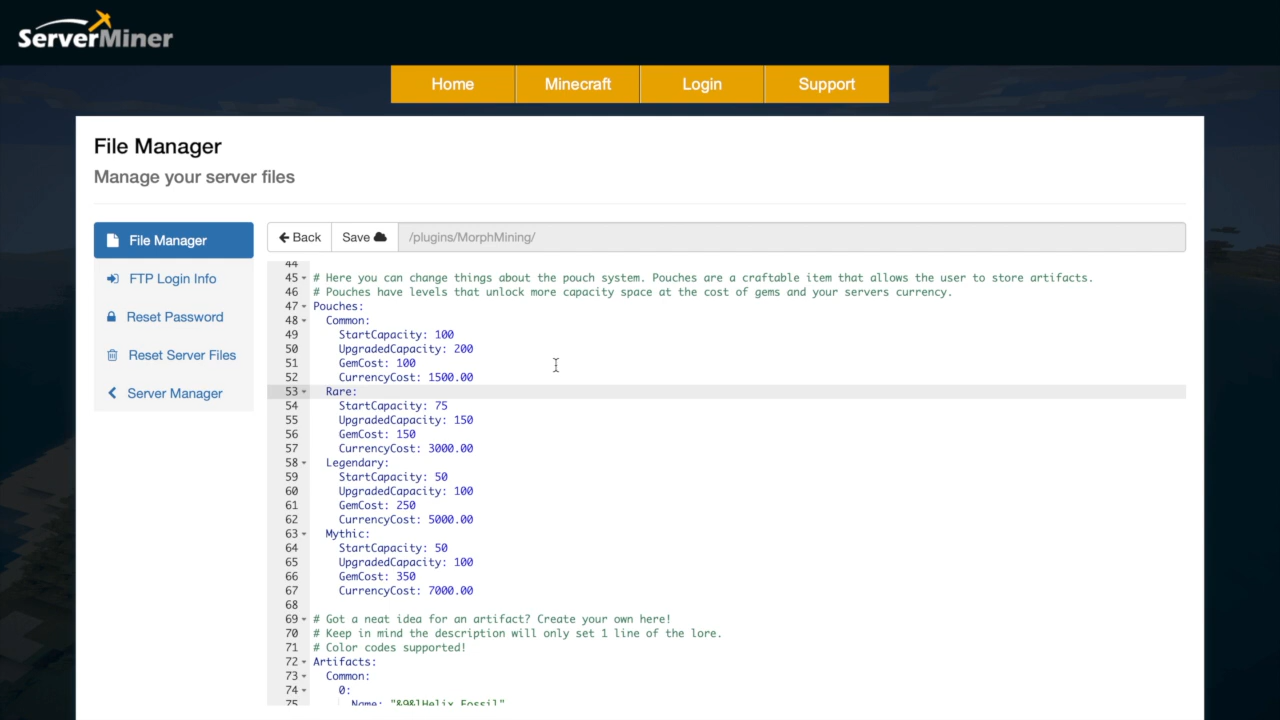 ServerMiner
Home
Minecraft
Login
Support
File Manager
Manage your server files
File Manager
FTP Login Info
Reset Password
Reset Server Files
Server Manager
Back
Save
/plugins/MorphMining/
44
45 # Here you can change things about the pouch system. Pouches are a craftable item that allows the user to store artifacts.
46 # Pouches have levels that unlock more capacity space at the cost of gems and your servers currency.
47 Pouches:
48 Common:
49 StartCapacity: 100
50 UpgradedCapacity: 200
51 GemCost: 100
52 CurrencyCost: 1500.00
53 Rare:
54 StartCapacity: 75
55 UpgradedCapacity: 150
56 GemCost: 150
57 CurrencyCost: 3000.00
58 Legendary:
59 StartCapacity: 50
60 UpgradedCapacity: 100
61 GemCost: 250
62 CurrencyCost: 5000.00
63 Mythic:
64 StartCapacity: 50
65 UpgradedCapacity: 100
66 GemCost: 350
67 CurrencyCost: 7000.00
68
69 # Got a neat idea for an artifact? Create your own here!
70 # Keep in mind the description will only set 1 line of the lore.
71 # Color codes supported!
72 Artifacts:
73 Common:
74 0:
75 Name: "&9&lHelix Fossil"